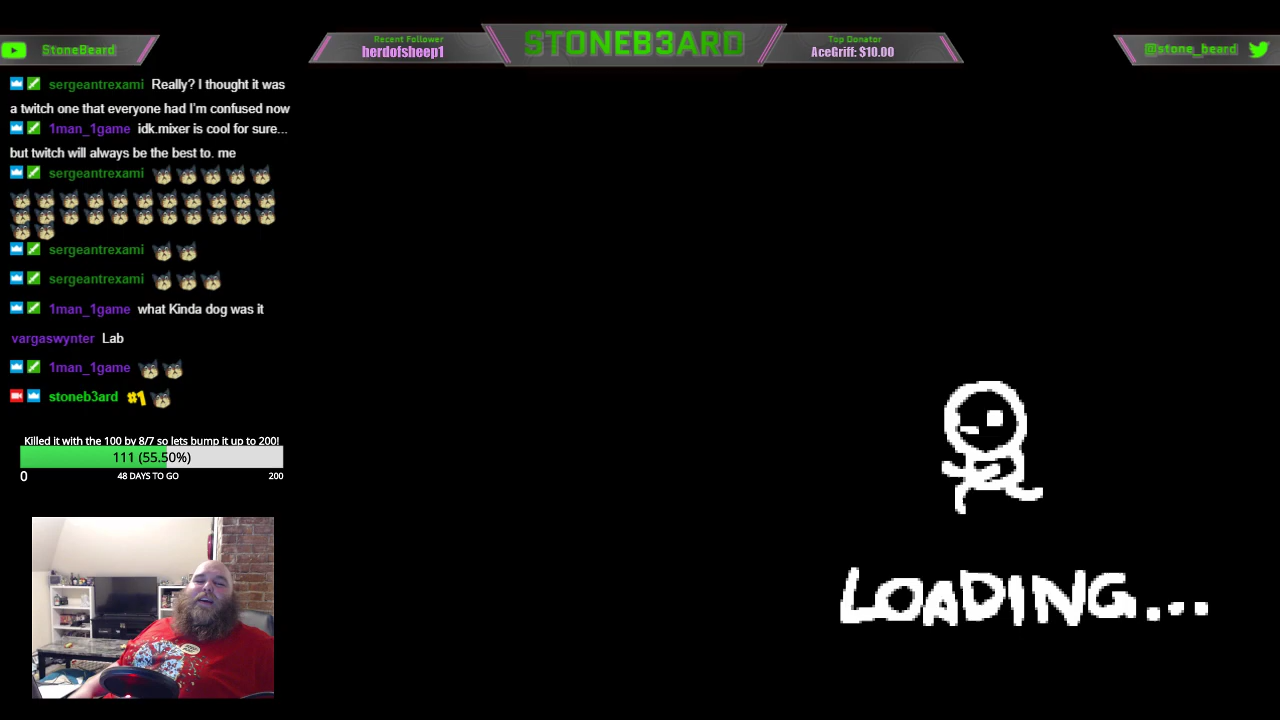 StoneBeard
Recent Follower
herdofsheep1
STONEB3ARD
Top Donator
AceGriff: $10.00
@stone_beard
sergeantrexami Really? I thought it was
a twitch one that everyone had I'm confused now
1man_1game idk.mixer is cool for sure...
but twitch will always be the best to. me
sergeantrexami
sergeantrexami
sergeantrexami
1man_1game what Kinda dog was it
vargaswynter Lab
1man_1game
stoneb3ard #1
Killed it with the 100 by 8/7 so lets bump it up to 200!
111 (55.50%)
0 48 DAYS TO GO 200
LOADING...